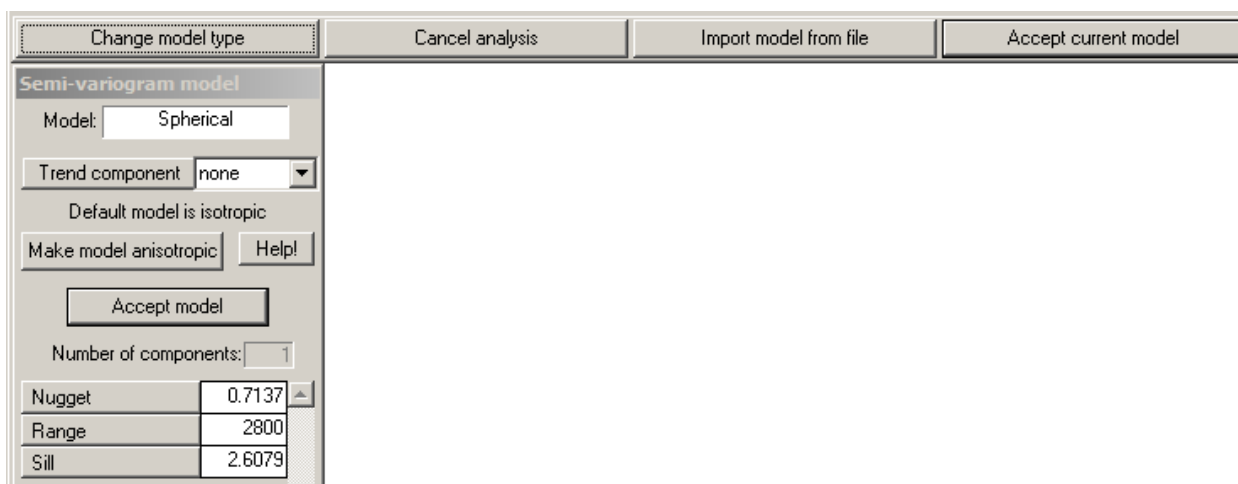 Change model type Cancel analysis Import model from file Accept current model
Semi-variogram model
Model: Spherical
Trend component none
Default model is isotropic
Make model anisotropic Help!
Accept model
Number of components: 1
Nugget 0.7137
Range 2800
Sill 2.6079